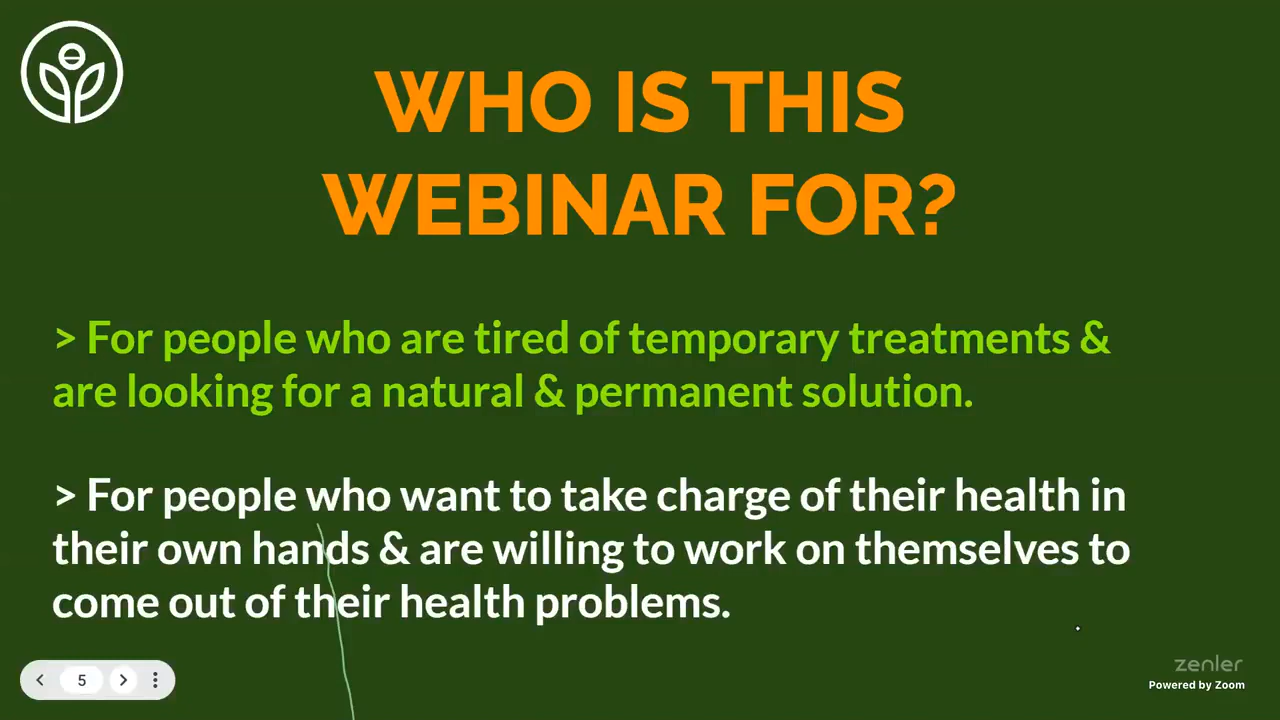 WHO IS THIS
WEBINAR FOR?
> For people who are tired of temporary treatments &
are looking for a natural & permanent solution.
> For people who want to take charge of their health in
their own hands & are willing to work on themselves to
come out of their health problems.
5
zenler
Powered by Zoom